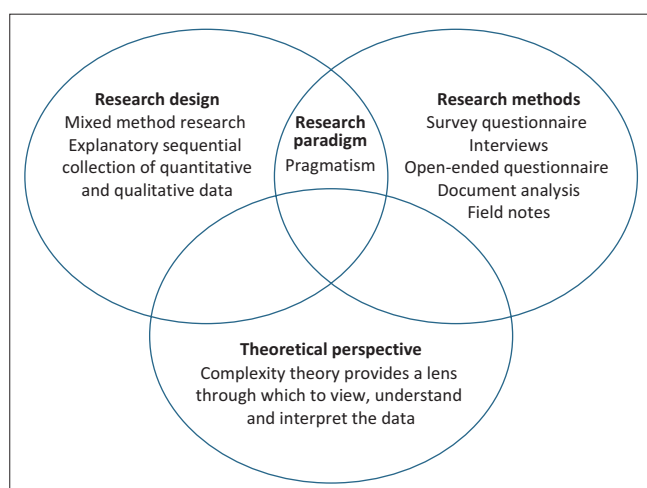 Research design
Mixed method research
Explanatory sequential
collection of quantitative
and qualitative data
Research
paradigm
Pragmatism
Research methods
Survey questionnaire
Interviews
Open-ended questionnaire
Document analysis
Field notes
Theoretical perspective
Complexity theory provides a lens
through which to view, understand
and interpret the data